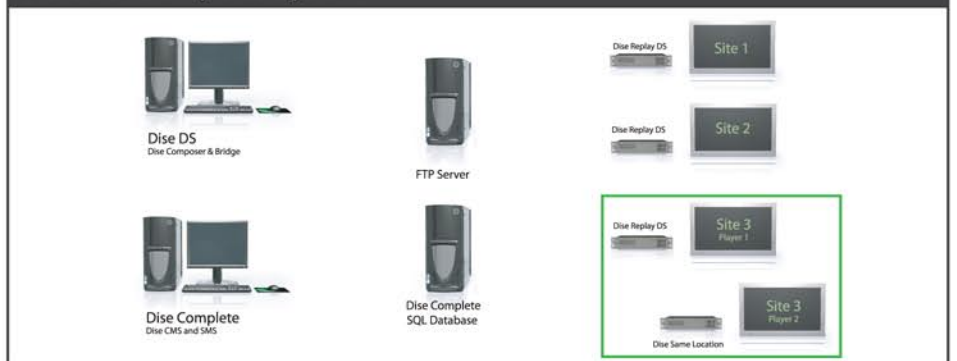 Dise DS
Dise Composer & Bridge
FTP Server
Dise Replay DS
Site 1
Dise Replay DS
Site 2
Dise Complete
Dise CMS and SMS
Dise Complete
SQL Database
Dise Replay DS
Site 3
Player 1
Dise Same Location
Site 3
Player 2